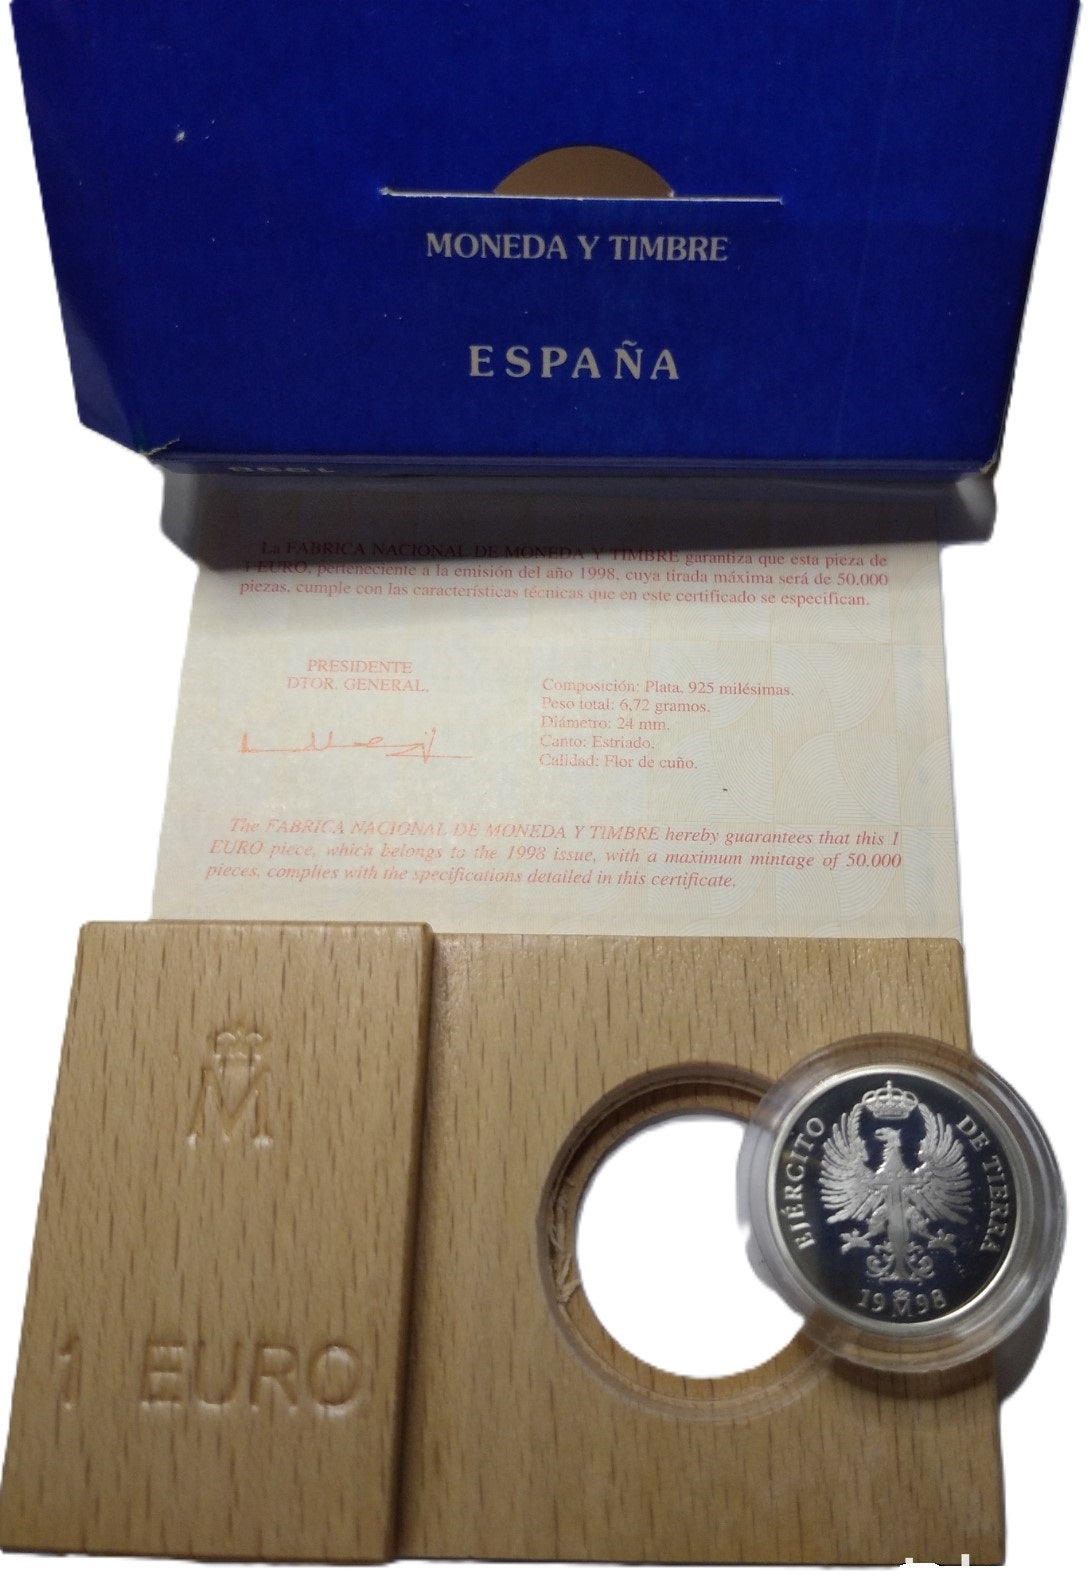 MONEDA Y TIMBRE
ESPAÑA
1998
La FABRICA NACIONAL DE MONEDA Y TIMBRE garantiza que esta pieza de
1 EURO, perteneciente a la emisión del año 1998, cuya tirada máxima será de 50.000
piezas, cumple con las características técnicas que en este certificado se especifican.
PRESIDENTE
DTOR. GENERAL,
Composición: Plata, 925 milésimas.
Peso total: 6,72 gramos.
Diámetro: 24 mm.
Canto: Estriado.
Calidad: Flor de cuño.
The FABRICA NACIONAL DE MONEDA Y TIMBRE hereby guarantees that this 1
EURO piece, which belongs to the 1998 issue, with a maximum mintage of 50.000
pieces, complies with the specifications detailed in this certificate.
M
1 EURO
EJÉRCITO DE TIERRA
19 M 98